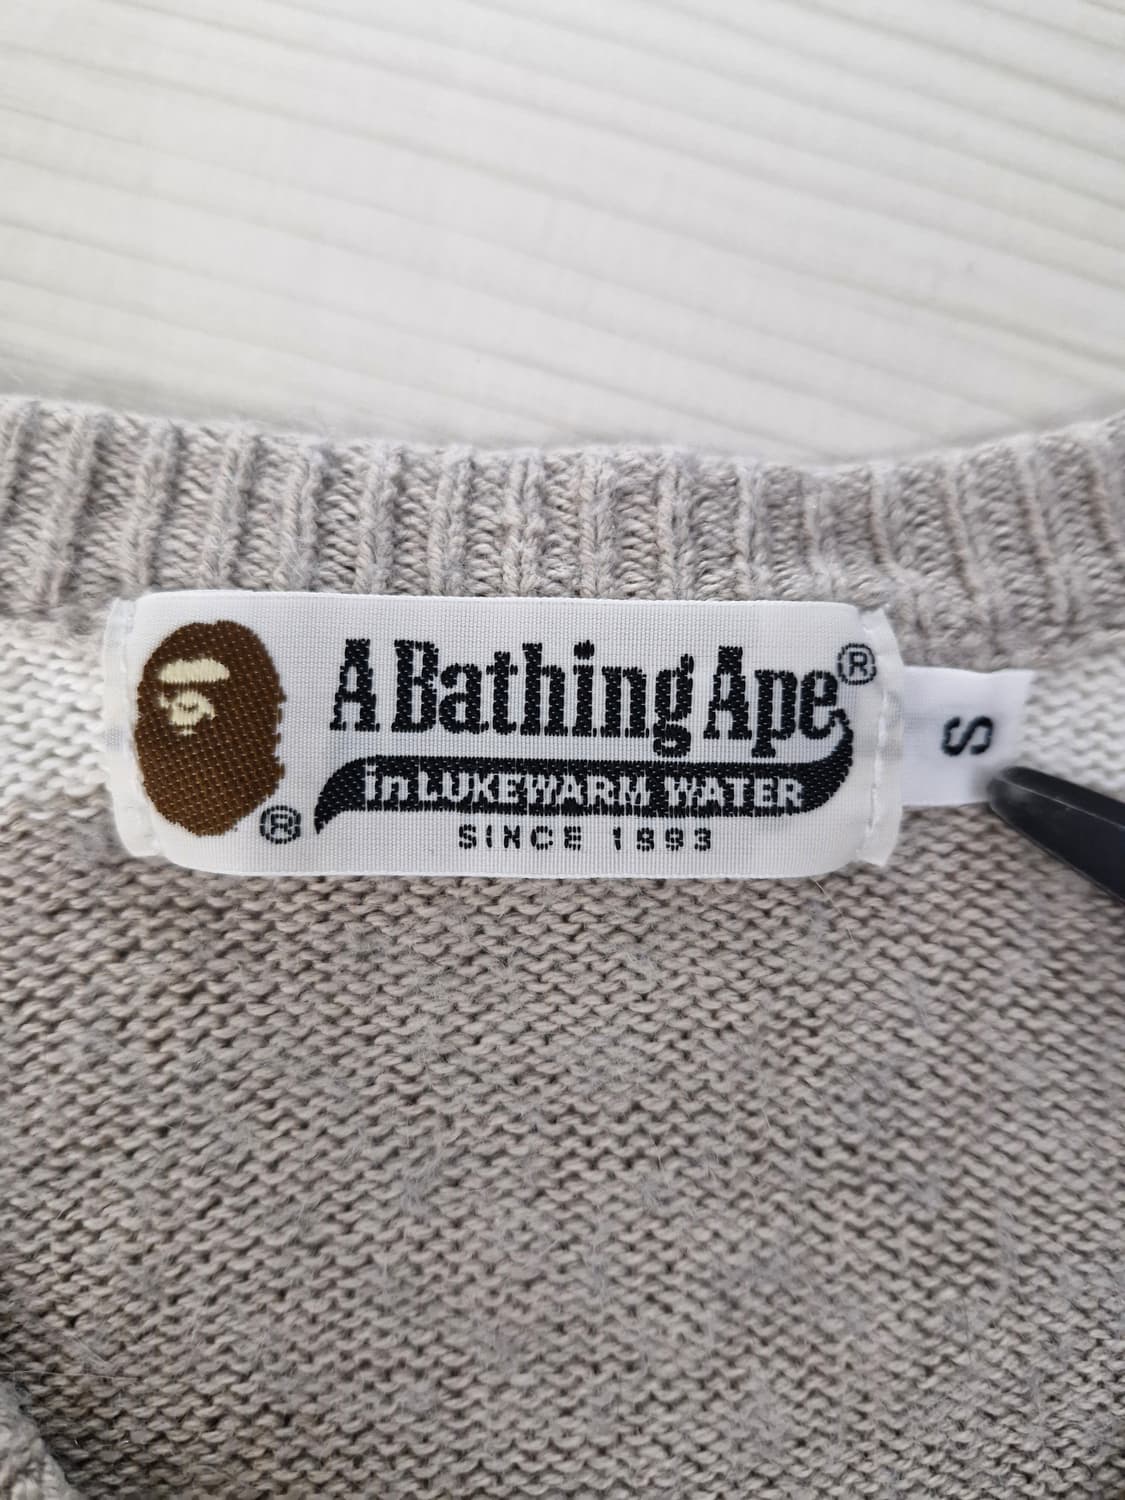 A Bathing Ape®
in LUKEWARM WATER
SINCE 1993
®
S